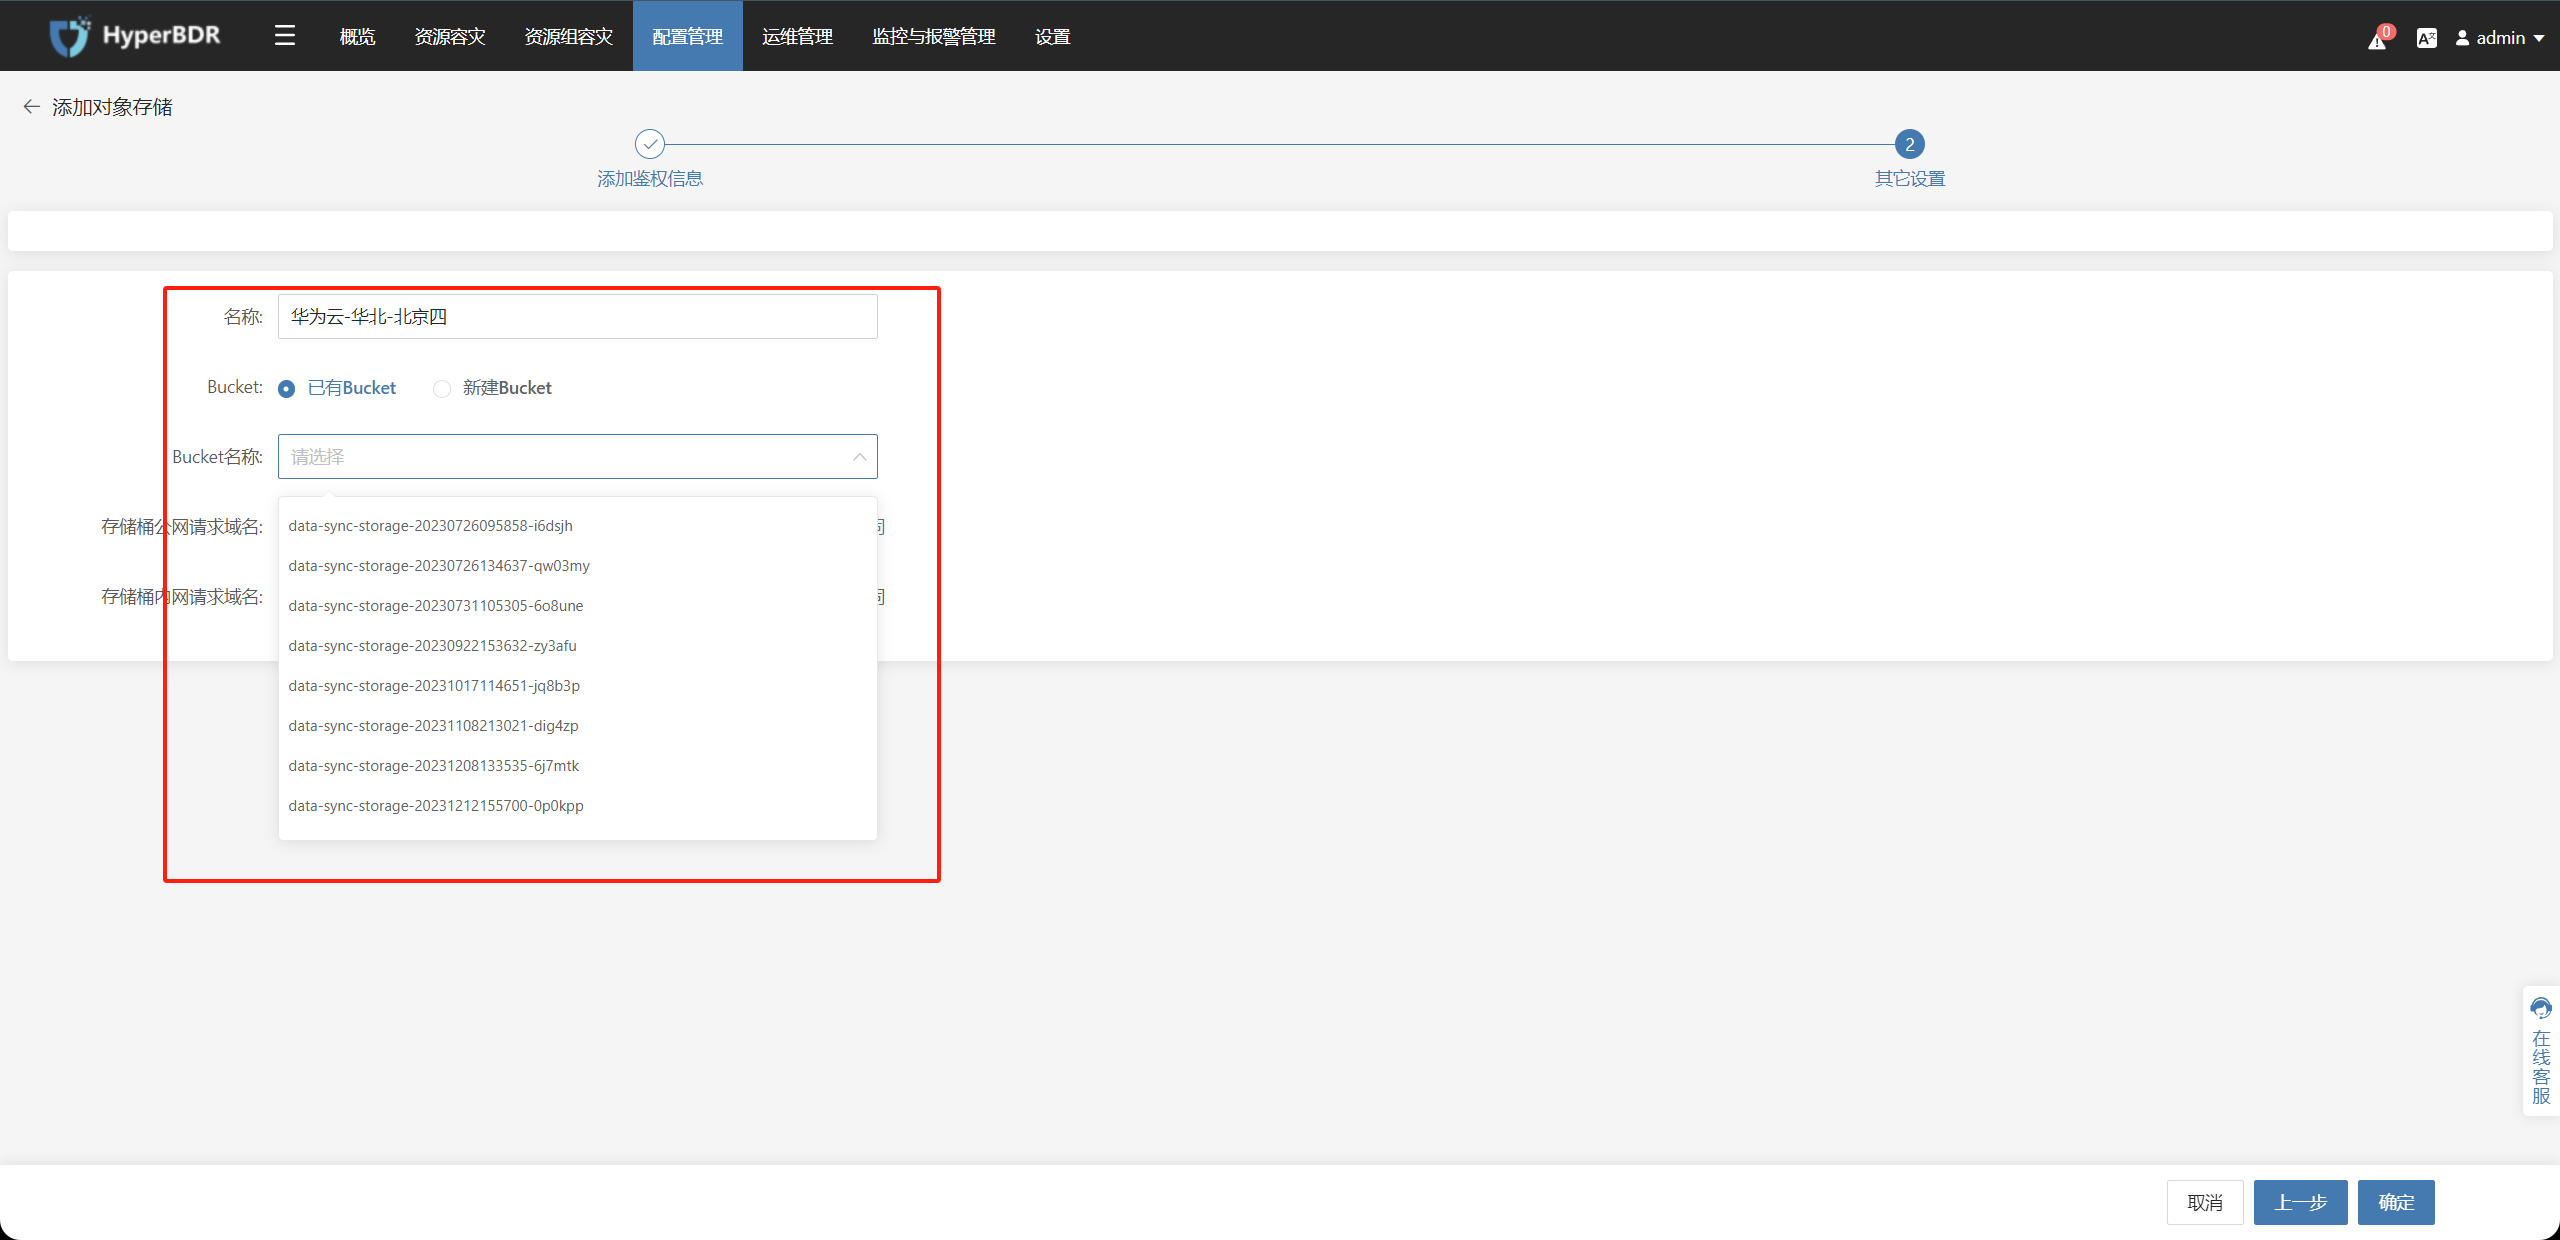 HyperBDR 概览 资源容灾 资源组容灾 配置管理 运维管理 监控与报警管理 设置 0 admin
添加对象存储
2
添加鉴权信息 其它设置
名称: 华为云-华北-北京四
Bucket: 已有Bucket 新建Bucket
Bucket名称: 请选择
存储桶公网请求域名:
data-sync-storage-20230726095858-i6dsjh
data-sync-storage-20230726134637-qw03my
存储桶内网请求域名:
data-sync-storage-20230731105305-6o8une
data-sync-storage-20230922153632-zy3afu
data-sync-storage-20231017114651-jq8b3p
data-sync-storage-20231108213021-dig4zp
data-sync-storage-20231208133535-6j7mtk
data-sync-storage-20231212155700-0p0kpp
在线客服
取消 上一步 确定